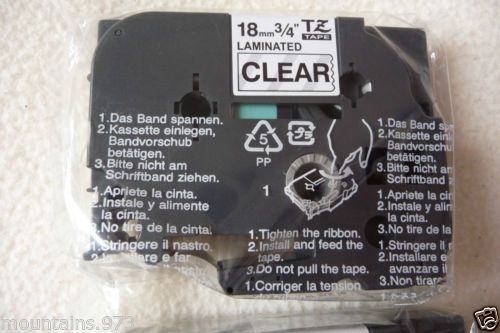 18mm 3/4" TZ
TAPE
LAMINATED
CLEAR
1.Das Band spannen.
2.Kassette einlegen,
Bandvorschub
betätigen.
3.Bitte nicht am
Schriftband ziehen.
1.Apriete la cinta.
2.Instale y alimente
la cinta.
3.No tire de la cinta.
1.Stringere il nastro.
2.Installare e far
5
PP
1
1.Tighten the ribbon.
2.Install and feed the
tape.
3.Do not pull the tape.
1.Corriger la tension
1.Das Band
2.Kassette
Bandvorschub
betätigen.
3.Bitte nicht
Schriftband
1.Apriete la
2.Instale y
la cinta.
3.No tire de la
1.Stringere il
2.Installare e
avanzare il
3.Non tirare
mountains.973